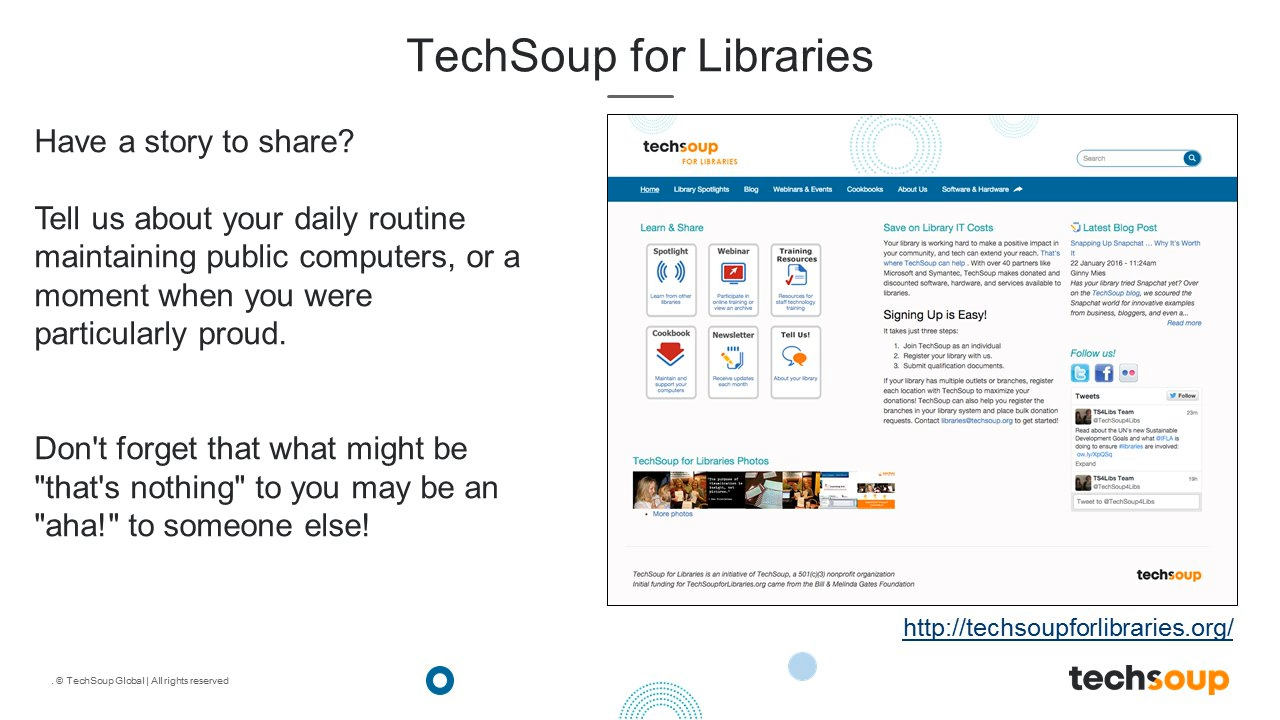 TechSoup for Libraries
Have a story to share?
Tell us about your daily routine
maintaining public computers, or a
moment when you were
particularly proud.
Don't forget that what might be
"that's nothing" to you may be an
"aha!" to someone else!
techsoup
FOR LIBRARIES
Search
Home Library Spotlights Blog Webinars & Events Cookbooks About Us Software & Hardware
Learn & Share
Spotlight
Learn from other
libraries
Webinar
Participate in
online training or
view an archive
Training
Resources
Resources for
staff technology
training
Cookbook
Maintain and
support your
computers
Newsletter
Receive updates
each month
Tell Us!
About your library
Save on Library IT Costs
Your library is working hard to make a positive impact in
your community, and tech can extend your reach. That's
where TechSoup can help . With over 40 partners like
Microsoft and Symantec, TechSoup makes donated and
discounted software, hardware, and services available to
libraries.
Signing Up is Easy!
It takes just three steps:
1. Join TechSoup as an individual
2. Register your library with us.
3. Submit qualification documents.
If your library has multiple outlets or branches, register
each location with TechSoup to maximize your
donations! TechSoup can also help you register the
branches in your library system and place bulk donation
requests. Contact libraries@techsoup.org to get started!
Latest Blog Post
Snapping Up Snapchat ... Why It's Worth
It
22 January 2016 - 11:24am
Ginny Mies
Has your library tried Snapchat yet? Over
on the TechSoup blog, we scoured the
Snapchat world for innovative examples
from business, bloggers, and even a...
Read more
Follow us!
Tweets
Follow
TS4Libs Team 23m
@TechSoup4Libs
Read about the UN's new Sustainable
Development Goals and what @IFLA is
doing to ensure #libraries are involved:
ow.ly/XpQSq
Expand
TS4Libs Team 19h
@TechSoup4Libs
Tweet to @TechSoup4Libs
TechSoup for Libraries Photos
• More photos
TechSoup for Libraries is an initiative of TechSoup, a 501(c)(3) nonprofit organization
Initial funding for TechSoupforLibraries.org came from the Bill & Melinda Gates Foundation
techsoup
http://techsoupforlibraries.org/
. © TechSoup Global | All rights reserved
techsoup